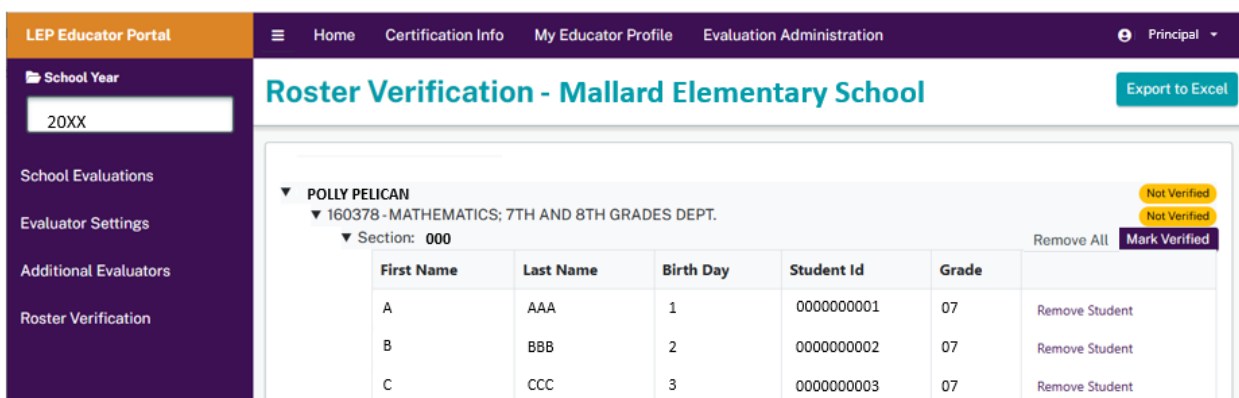 LEP Educator Portal
Home Certification Info My Educator Profile Evaluation Administration Principal
School Year
20XX
School Evaluations
Evaluator Settings
Additional Evaluators
Roster Verification
Roster Verification - Mallard Elementary School
Export to Excel
POLLY PELICAN Not Verified
160378 - MATHEMATICS; 7TH AND 8TH GRADES DEPT. Not Verified
Section: 000 Remove All Mark Verified
First Name Last Name Birth Day Student Id Grade
A AAA 1 0000000001 07 Remove Student
B BBB 2 0000000002 07 Remove Student
C CCC 3 0000000003 07 Remove Student